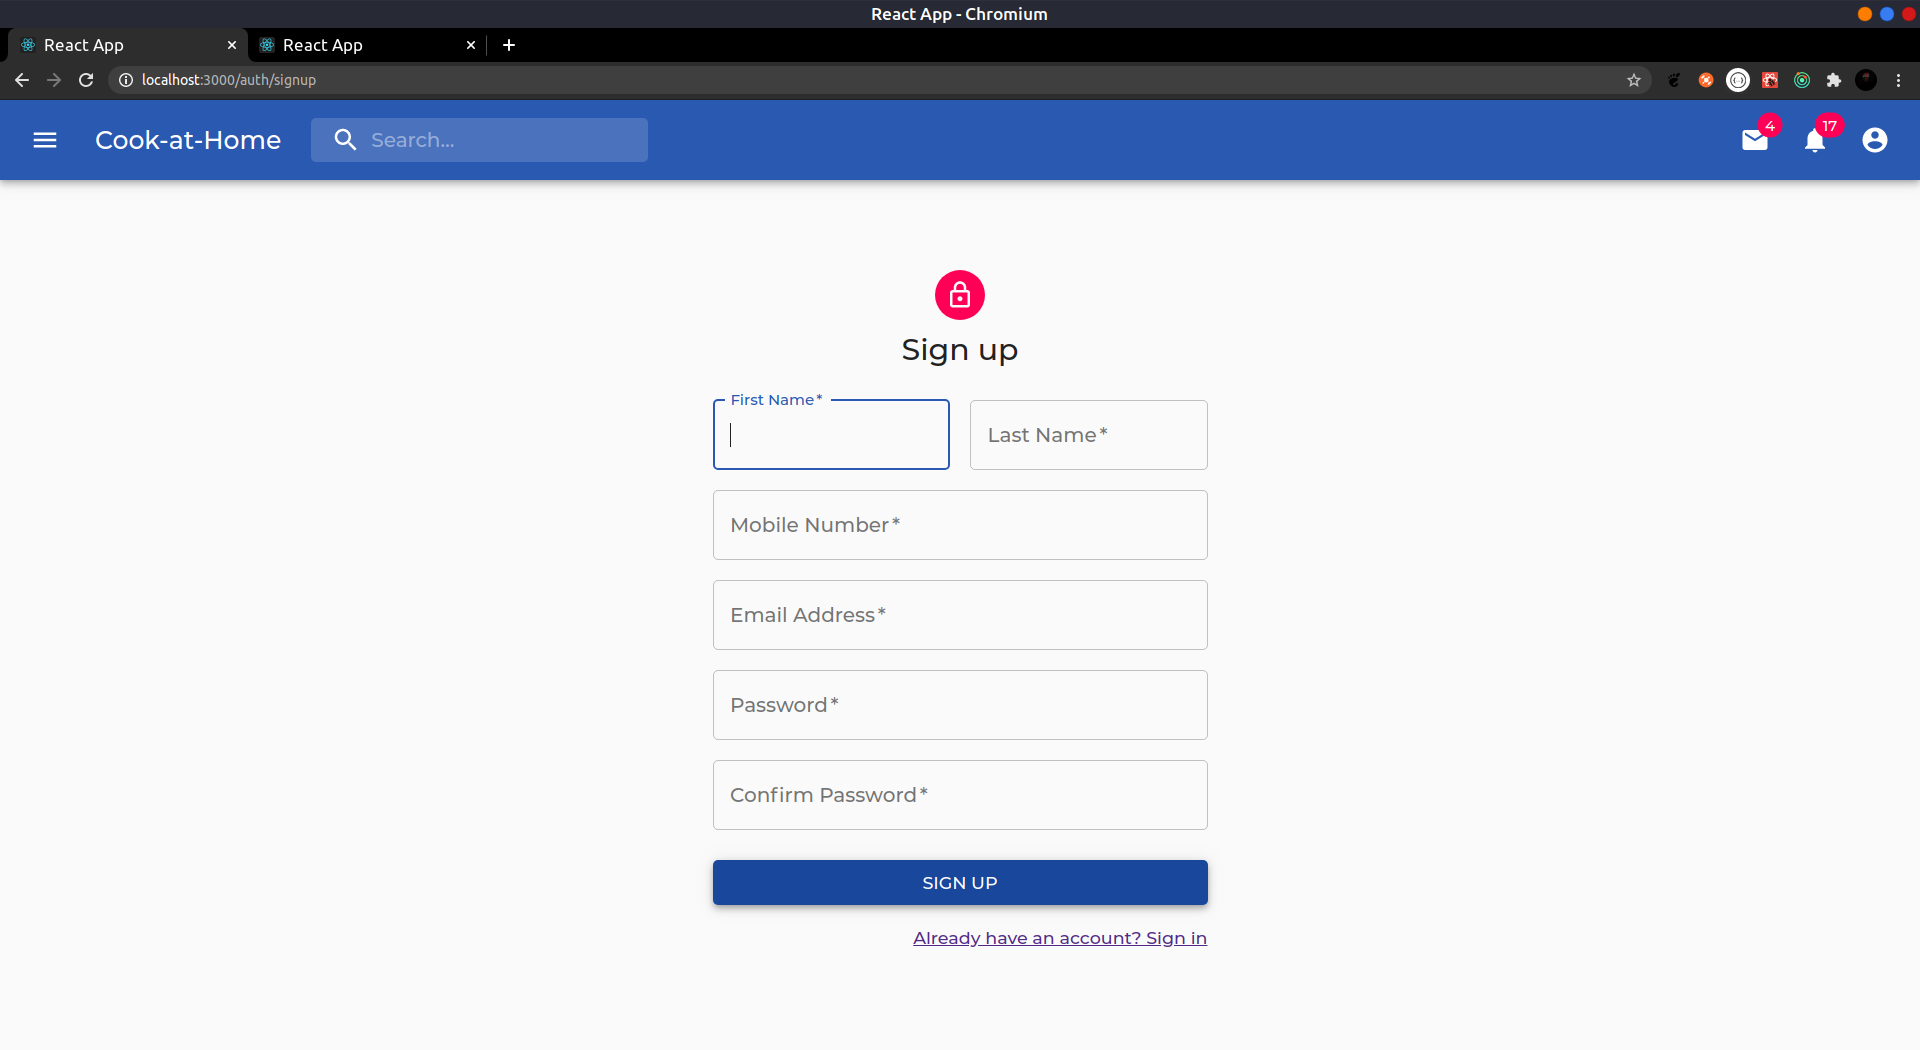 React App - Chromium
React App
React App
localhost:3000/auth/signup
Cook-at-Home
Search...
4
17
Sign up
First Name *
Last Name *
Mobile Number *
Email Address *
Password *
Confirm Password *
SIGN UP
Already have an account? Sign in